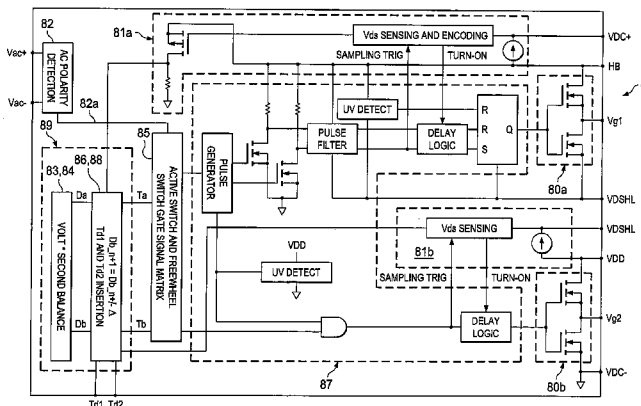 81a
Vds SENSING AND ENCODING
VDC+
SAMPLING TRIG
TURN-ON
HB
82
Vac+
AC POLARITY
DETECTION
Vac-
82a
UV DETECT
R
R
S
Q
PULSE
FILTER
DELAY
LOGIC
Vg1
80a
VDSHL
89
83,84
86,88
85
PULSE
GENERATOR
ACTIVE SWITCH AND FREEWHEEL
SWITCH GATE SIGNAL MATRIX
Da
Ta
VOLT * SECOND BALANCE
Db_n+1 = Db_n+/- Δ
Td1 AND Td2 INSERTION
Db
Tb
VDD
UV DETECT
Vds SENSING
81b
VDSHL
VDD
SAMPLING TRIG
TURN-ON
DELAY
LOGIC
Vg2
80b
VDC-
87
Td1 Td2